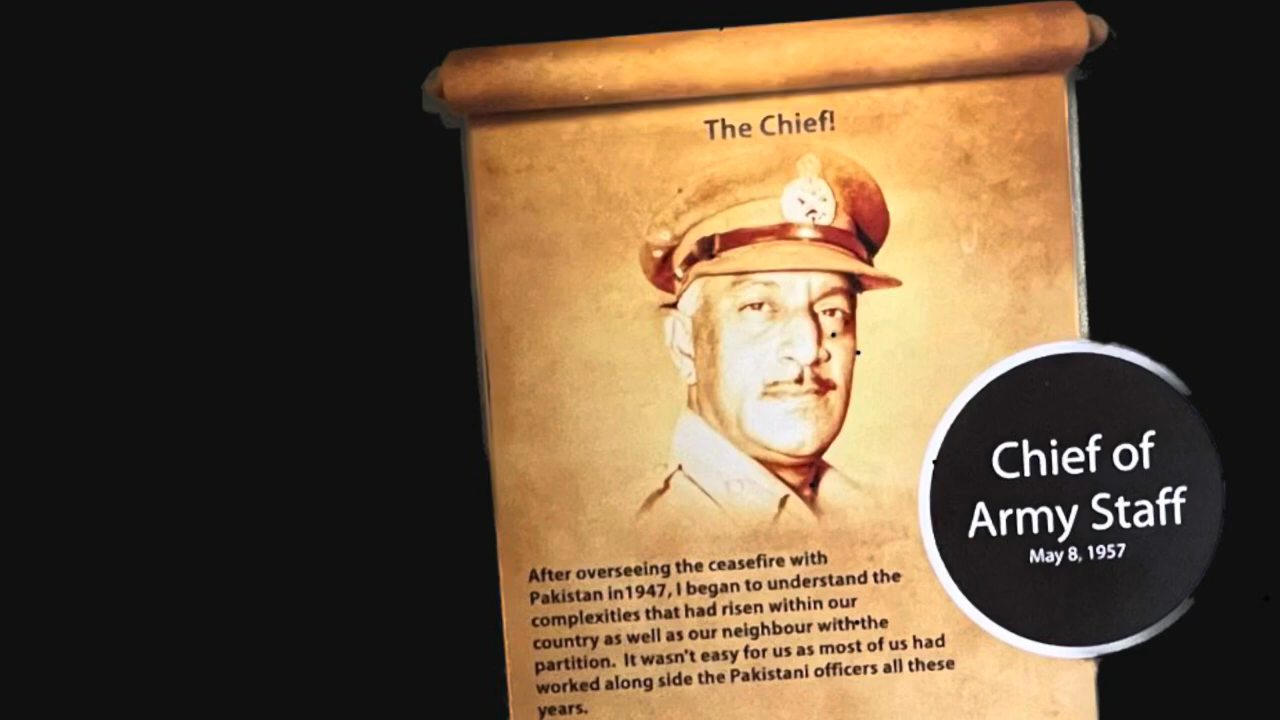 The Chief!
After overseeing the ceasefire with
Pakistan in1947, I began to understand the
complexities that had risen within our
country as well as our neighbour with the
partition. It wasn't easy for us as most of us had
worked along side the Pakistani officers all these
years.
Chief of
Army Staff
May 8, 1957